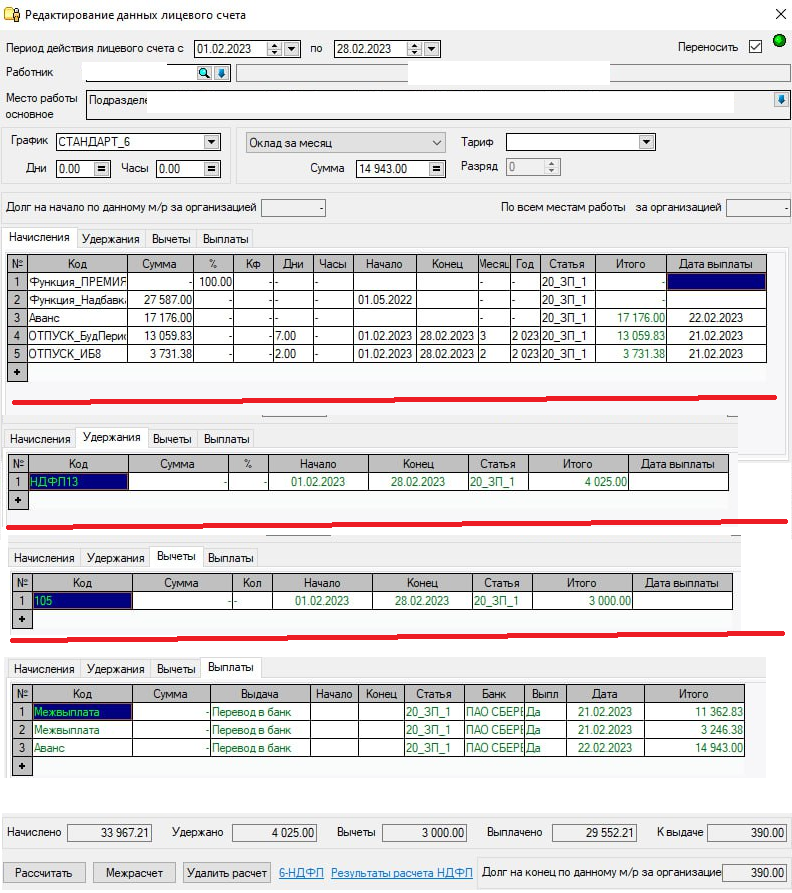 Редактирование данных лицевого счета
Период действия лицевого счета с 01.02.2023 по 28.02.2023 Переносить
Работник
Место работы Подразделе
основное
График СТАНДАРТ_6 Оклад за месяц Тариф
Дни 0.00 = Часы 0.00 = Сумма 14 943.00 = Разряд 0
Долг на начало по данному м/р за организацией - По всем местам работы за организацией -
Начисления Удержания Вычеты Выплаты
№ Код Сумма % Кф Дни Часы Начало Конец Месяц Год Статья Итого Дата выплаты
1 Функция_ПРЕМИЯ - 100.00 - - - - - 20_ЗП_1 -
2 Функция_Надбавка 27 587.00 - - - - 01.05.2022 - - 20_ЗП_1 -
3 Аванс 17 176.00 - - - - - - 20_ЗП_1 17 176.00 22.02.2023
4 ОТПУСК_БудПерио 13 059.83 - - 7.00 - 01.02.2023 28.02.2023 3 2 023 20_ЗП_1 13 059.83 21.02.2023
5 ОТПУСК_ИБ8 3 731.38 - - 2.00 - 01.02.2023 28.02.2023 2 2 023 20_ЗП_1 3 731.38 21.02.2023
+
Начисления Удержания Вычеты Выплаты
№ Код Сумма % Начало Конец Статья Итого Дата выплаты
1 НДФЛ13 - - 01.02.2023 28.02.2023 20_ЗП_1 4 025.00
+
Начисления Удержания Вычеты Выплаты
№ Код Сумма Кол Начало Конец Статья Итого Дата выплаты
1 105 - - 01.02.2023 28.02.2023 20_ЗП_1 3 000.00
+
Начисления Удержания Вычеты Выплаты
№ Код Сумма Выдача Начало Конец Статья Банк Выпл Дата Итого
1 Межвыплата - Перевод в банк 20_ЗП_1 ПАО СБЕРЕ Да 21.02.2023 11 362.83
2 Межвыплата - Перевод в банк 20_ЗП_1 ПАО СБЕРЕ Да 21.02.2023 3 246.38
3 Аванс - Перевод в банк 20_ЗП_1 ПАО СБЕРЕ Да 22.02.2023 14 943.00
+
Начислено 33 967.21 Удержано 4 025.00 Вычеты 3 000.00 Выплачено 29 552.21 К выдаче 390.00
Рассчитать Межрасчет Удалить расчет 6-НДФЛ Результаты расчета НДФЛ Долг на конец по данному м/р за организацие 390.00